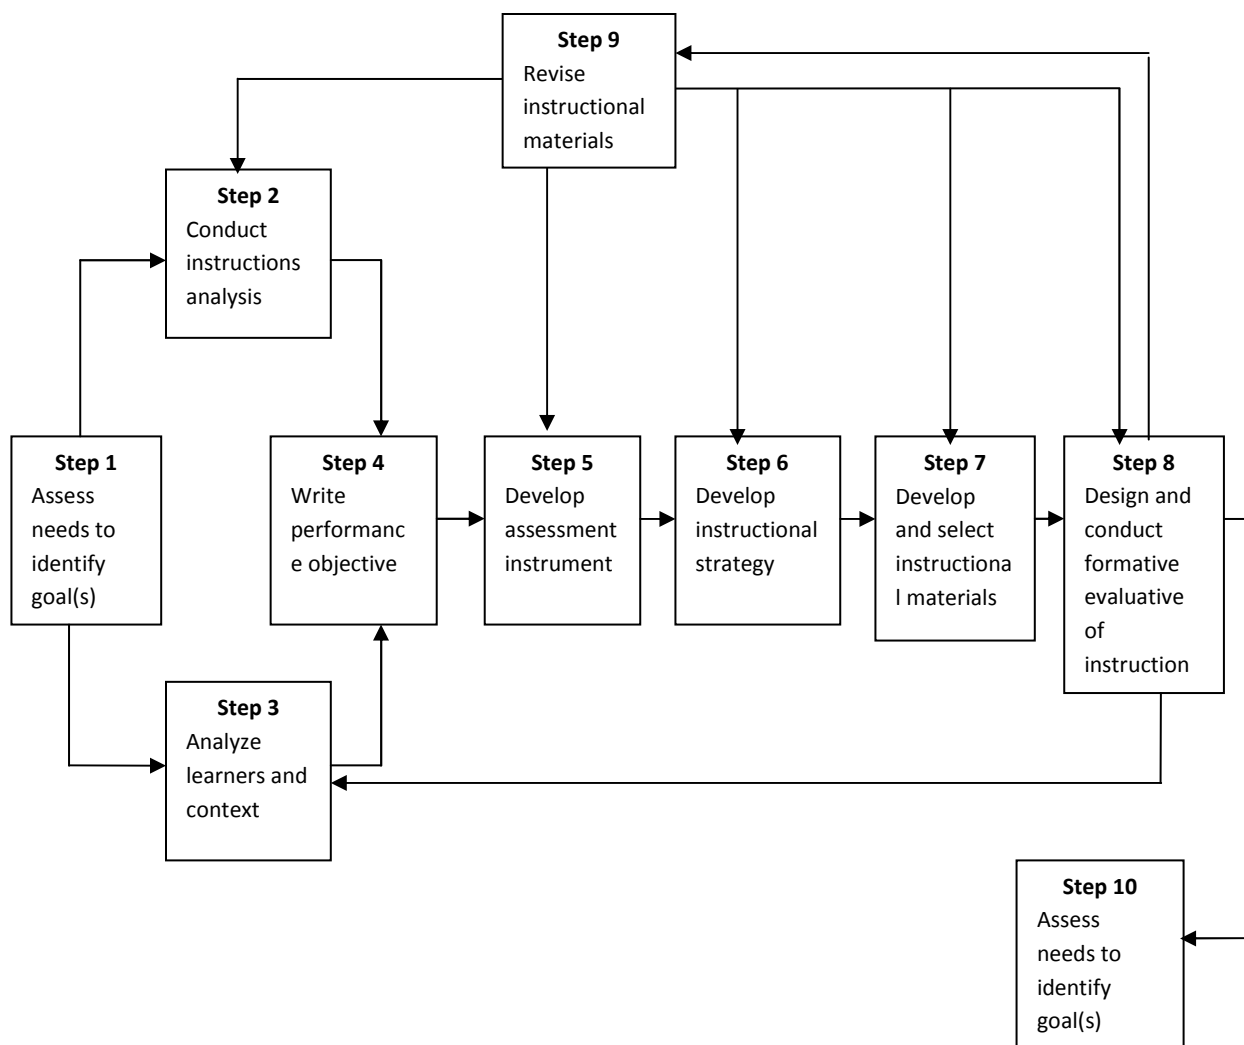 Step 9
Revise
instructional
materials
Step 2
Conduct
instructions
analysis
Step 1
Assess
needs to
identify
goal(s)
Step 4
Write
performanc
e objective
Step 5
Develop
assessment
instrument
Step 6
Develop
instructional
strategy
Step 7
Develop
and select
instructiona
l materials
Step 8
Design and
conduct
formative
evaluative
of
instruction
Step 3
Analyze
learners and
context
Step 10
Assess
needs to
identify
goal(s)